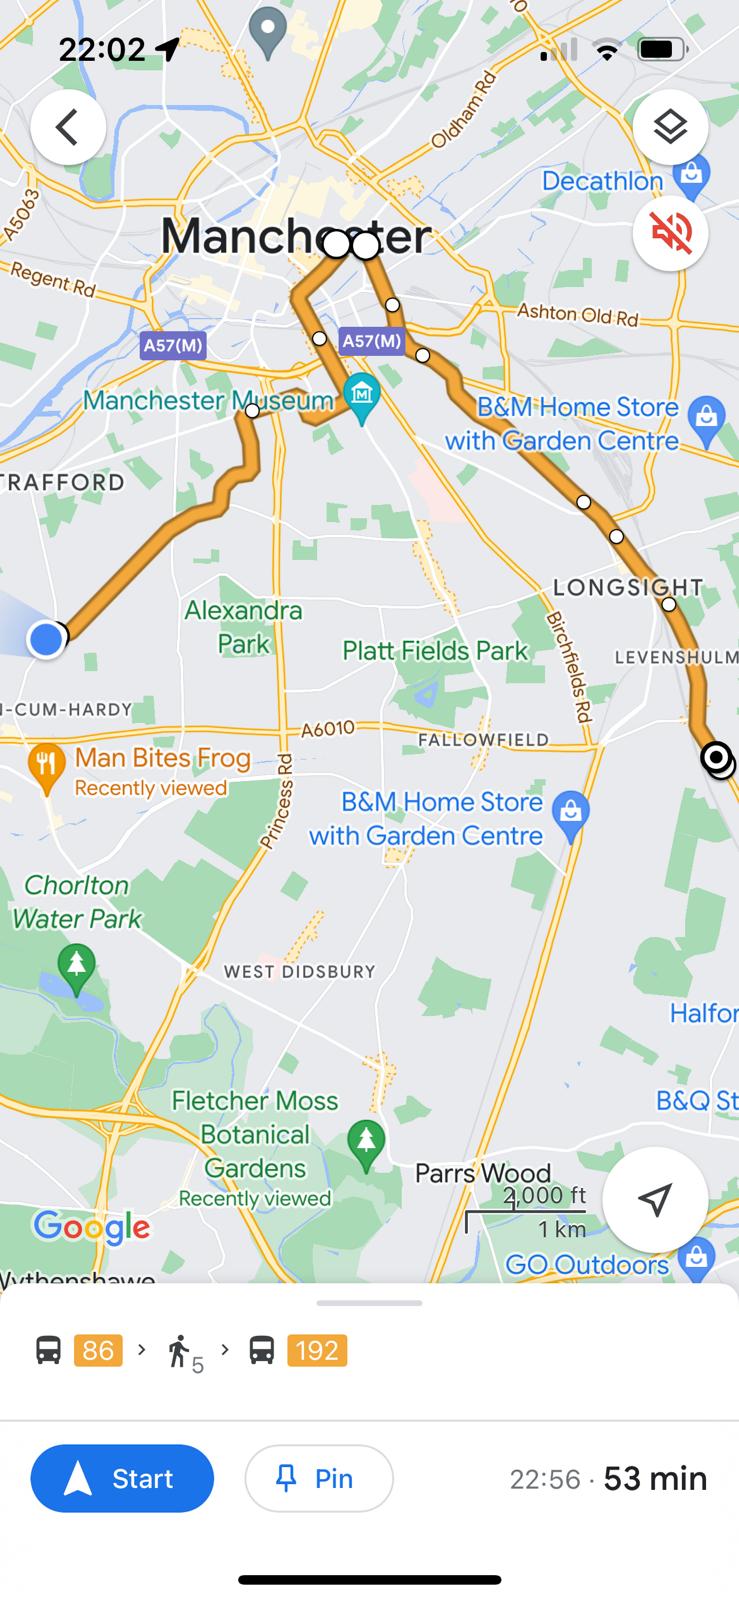 22:02
Oldham Rd
Decathlon
A5063
Manchester
Regent Rd
Ashton Old Rd
A57(M)
A57(M)
Manchester Museum
B&M Home Store
with Garden Centre
TRAFFORD
LONGSIGHT
Alexandra
Park
Birchfields Rd
Platt Fields Park
LEVENSHULM
N-CUM-HARDY
A6010
FALLOWFIELD
Man Bites Frog
Recently viewed
Princess Rd
B&M Home Store
with Garden Centre
Chorlton
Water Park
WEST DIDSBURY
Halfor
Fletcher Moss
Botanical
Gardens
Recently viewed
B&Q St
Parrs Wood
2,000 ft
1 km
Google
GO Outdoors
Wythenshawe
86
5
192
Start
Pin
22:56 · 53 min